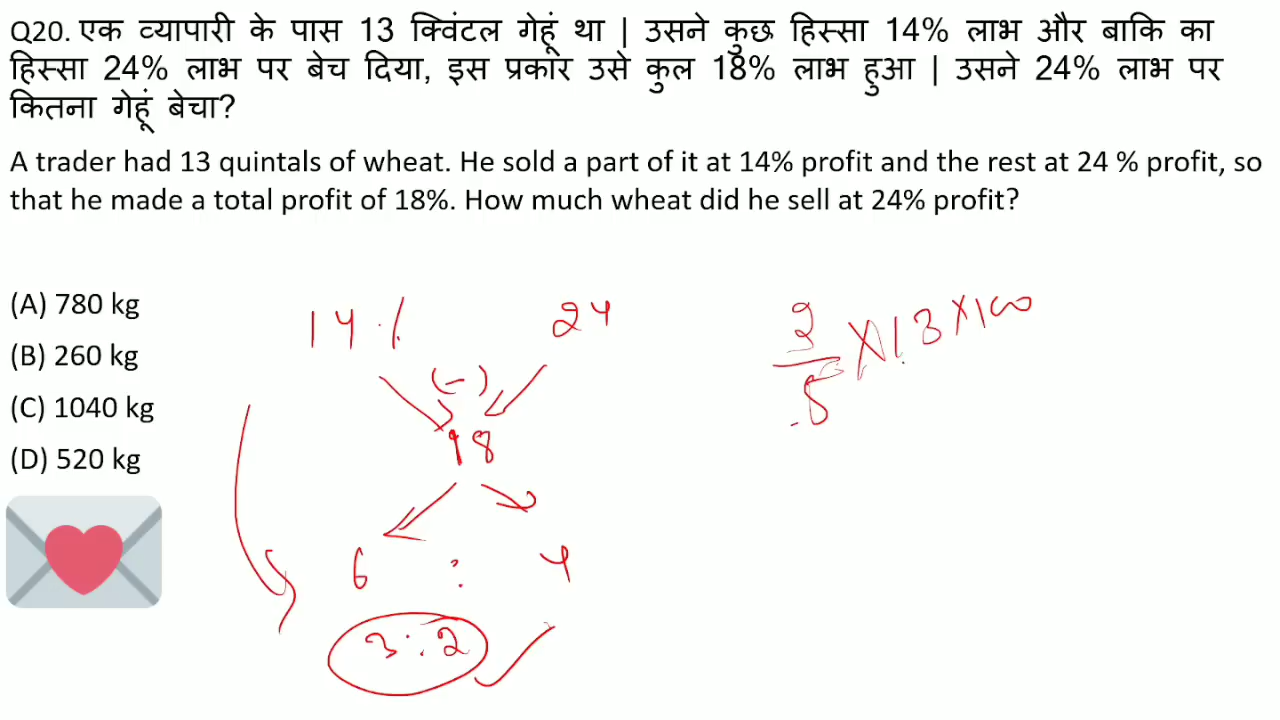 Q20. एक व्यापारी के पास 13 क्विंटल गेहूं था | उसने कुछ हिस्सा 14% लाभ और बाकि का
हिस्सा 24% लाभ पर बेच दिया, इस प्रकार उसे कुल 18% लाभ हुआ | उसने 24% लाभ पर
कितना गेहूं बेचा?
A trader had 13 quintals of wheat. He sold a part of it at 14% profit and the rest at 24 % profit, so
that he made a total profit of 18%. How much wheat did he sell at 24% profit?
(A) 780 kg
(B) 260 kg
(C) 1040 kg
(D) 520 kg
14 % 24
(-)
18
6 : 4
3 : 2
2/5 × 13 × 100